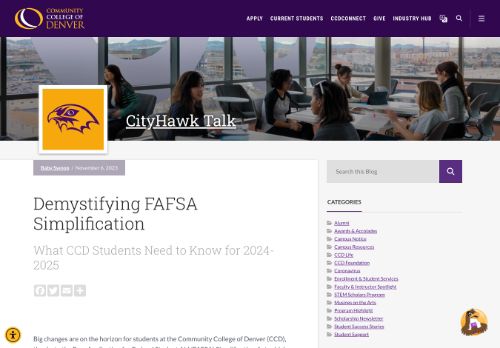 COMMUNITY
COLLEGE OF
DENVER
APPLY CURRENT STUDENTS CCDCONNECT GIVE INDUSTRY HUB
CityHawk Talk
November 6, 2023
Search this Blog
Demystifying FAFSA
Simplification
What CCD Students Need to Know for 2024-
2025
CATEGORIES
Alumni
Awards & Accolades
Campus Notice
Campus Resources
CCD Life
CCD Foundation
Coronavirus
Enrollment & Student Services
Faculty & Instructor Spotlight
STEM Scholars Program
Musings on the Arts
Program Highlight
Scholarship Newsletter
Student Success Stories
Student Support
Big changes are on the horizon for students at the Community College of Denver (CCD),